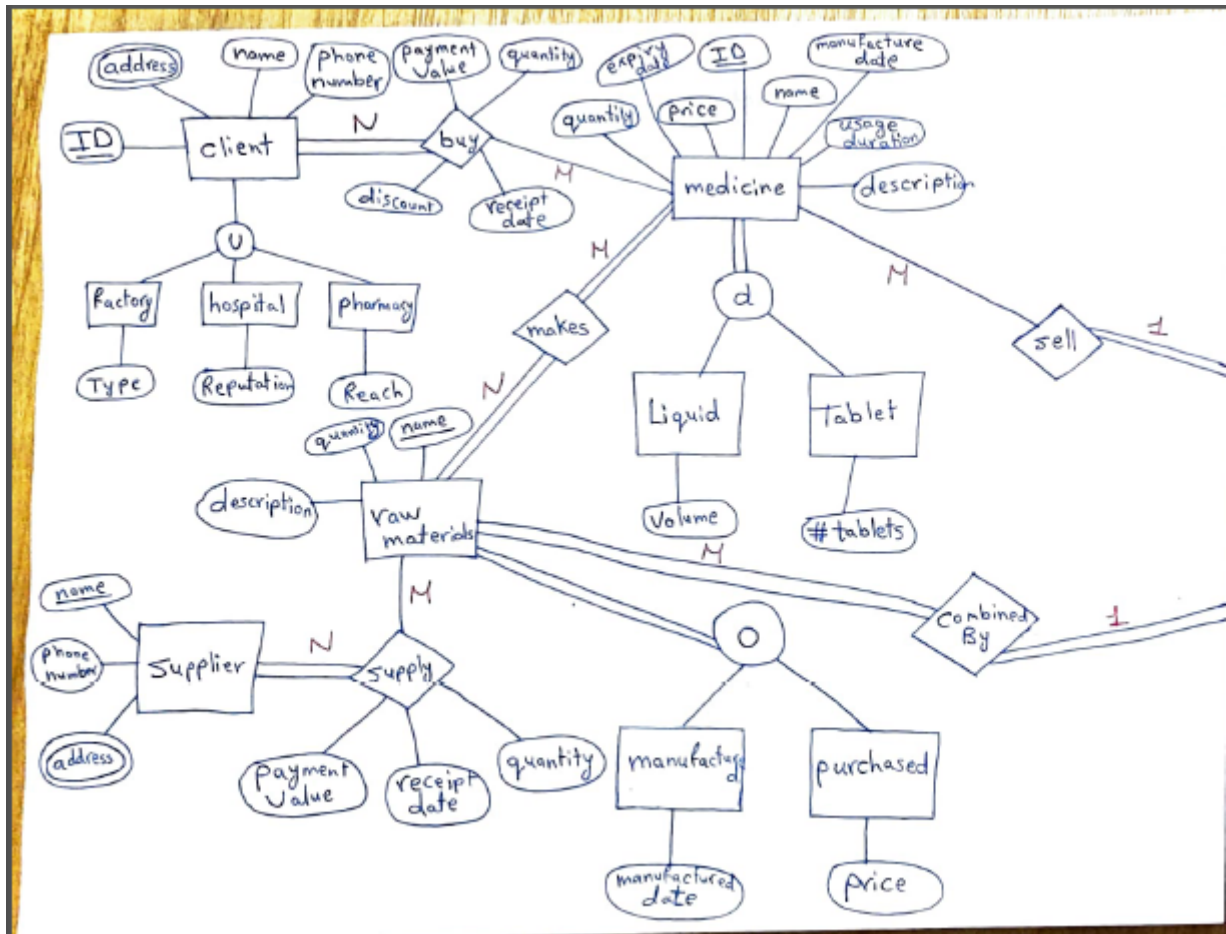 address
name
phone
number
payment
value
quantity
expiry
date
ID
manufacture
date
quantity
price
name
usage
duration
description
ID
client
N
buy
M
medicine
discount
receipt
date
U
factory
hospital
pharmacy
Type
Reputation
Reach
M
makes
N
d
M
sell
1
Liquid
Tablet
Volume
# tablets
quantity
name
description
raw
materials
M
Combined
By
1
name
phone
number
address
Supplier
N
M
supply
payment
value
receipt
date
quantity
O
manufactured
purchased
manufactured
date
price